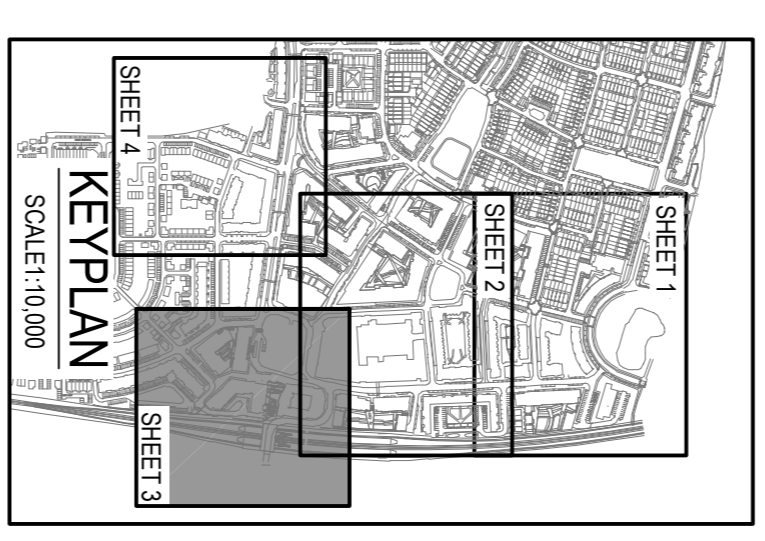 SHEET 1
SHEET 2
SHEET 4
SHEET 3
KEYPLAN
SCALE1:10,000